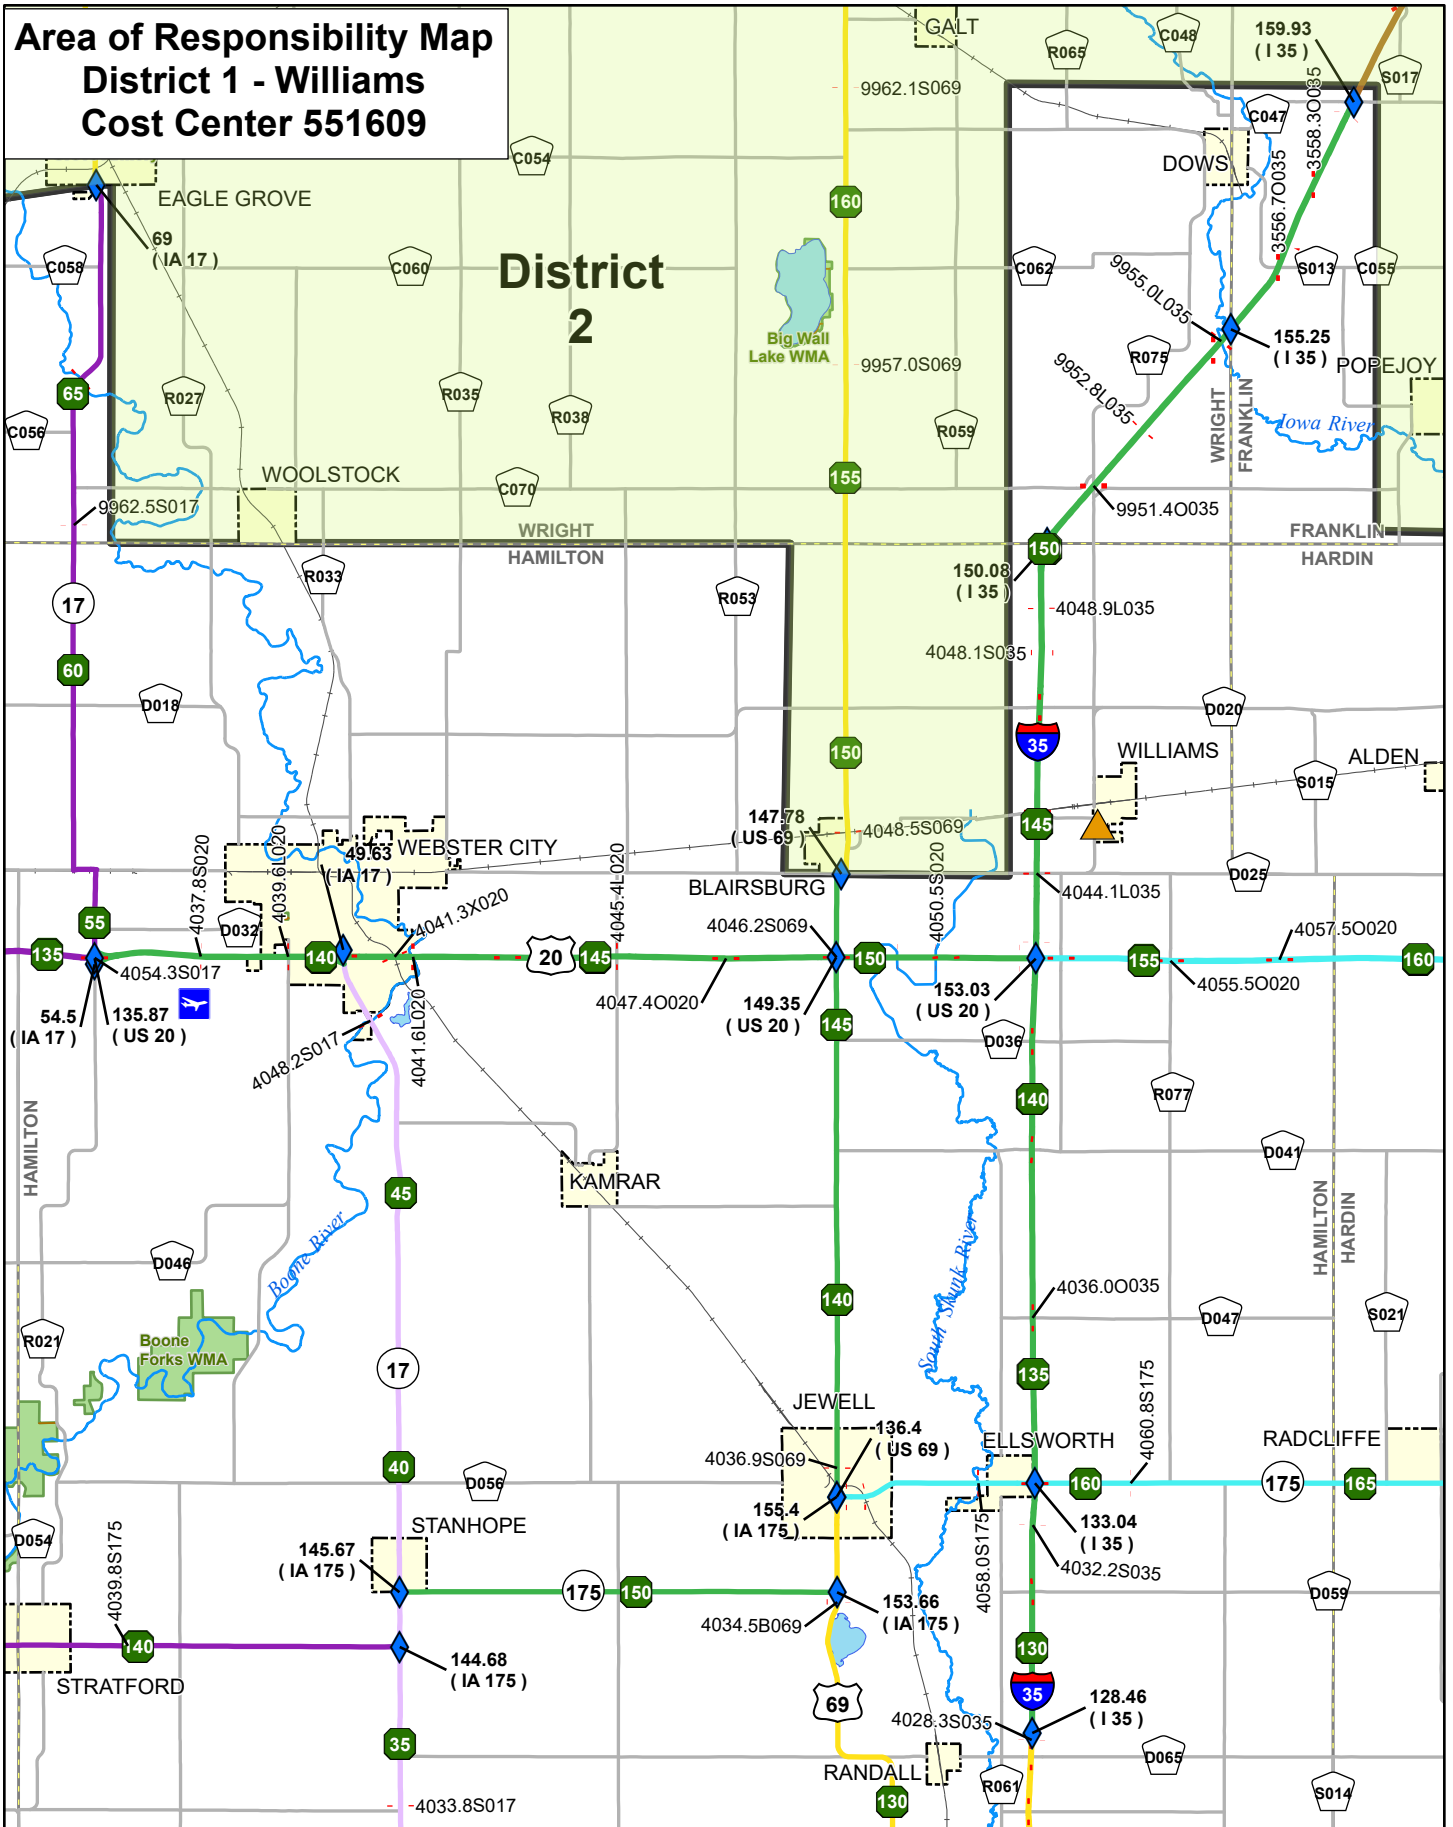 Area of Responsibility Map
District 1 - Williams
Cost Center 551609
GALT
C048
159.93
( I 35 )
R065
S017
9962.1S069
C047
3558.3O035
C054
DOWS
3556.7O035
EAGLE GROVE
160
69
( IA 17 )
C058
C060
District
2
C062
S013
C055
9955.0L035
Big Wall
Lake WMA
155.25
( I 35 )
R075
9957.0S069
POPEJOY
65
R027
R035
R038
9952.8L035
C056
R059
WRIGHT
FRANKLIN
Iowa River
WOOLSTOCK
155
C070
9962.5S017
9951.4O035
WRIGHT
HAMILTON
FRANKLIN
HARDIN
150
150.08
( I 35 )
R033
R053
17
4048.9L035
4048.1S035
60
D018
D020
35
150
WILLIAMS
ALDEN
S015
147.78
( US 69 )
145
4048.5S069
WEBSTER CITY
49.63
( IA 17 )
4037.8S020
4039.6L020
4045.4L020
4050.5S020
D025
BLAIRSBURG
4044.1L035
55
D032
4041.3X020
4046.2S069
4057.5O020
135
140
20
145
150
155
160
4054.3S017
4047.4O020
149.35
( US 20 )
153.03
( US 20 )
4055.5O020
54.5
( IA 17 )
135.87
( US 20 )
145
4048.2S017
4041.6L020
D036
R077
140
HAMILTON
D041
KAMRAR
45
HAMILTON
HARDIN
Boone River
South Skunk River
D046
4036.0O035
140
D047
S021
R021
Boone
Forks WMA
17
135
JEWELL
136.4
( US 69 )
ELLSWORTH
4060.8S175
RADCLIFFE
4036.9S069
40
D056
160
175
165
155.4
( IA 175 )
STANHOPE
133.04
( I 35 )
D054
4039.8S175
145.67
( IA 175 )
4058.0S175
4032.2S035
175
150
153.66
( IA 175 )
D059
4034.5B069
140
130
144.68
( IA 175 )
STRATFORD
69
35
128.46
( I 35 )
4028.3S035
35
D065
RANDALL
R061
S014
130
4033.8S017